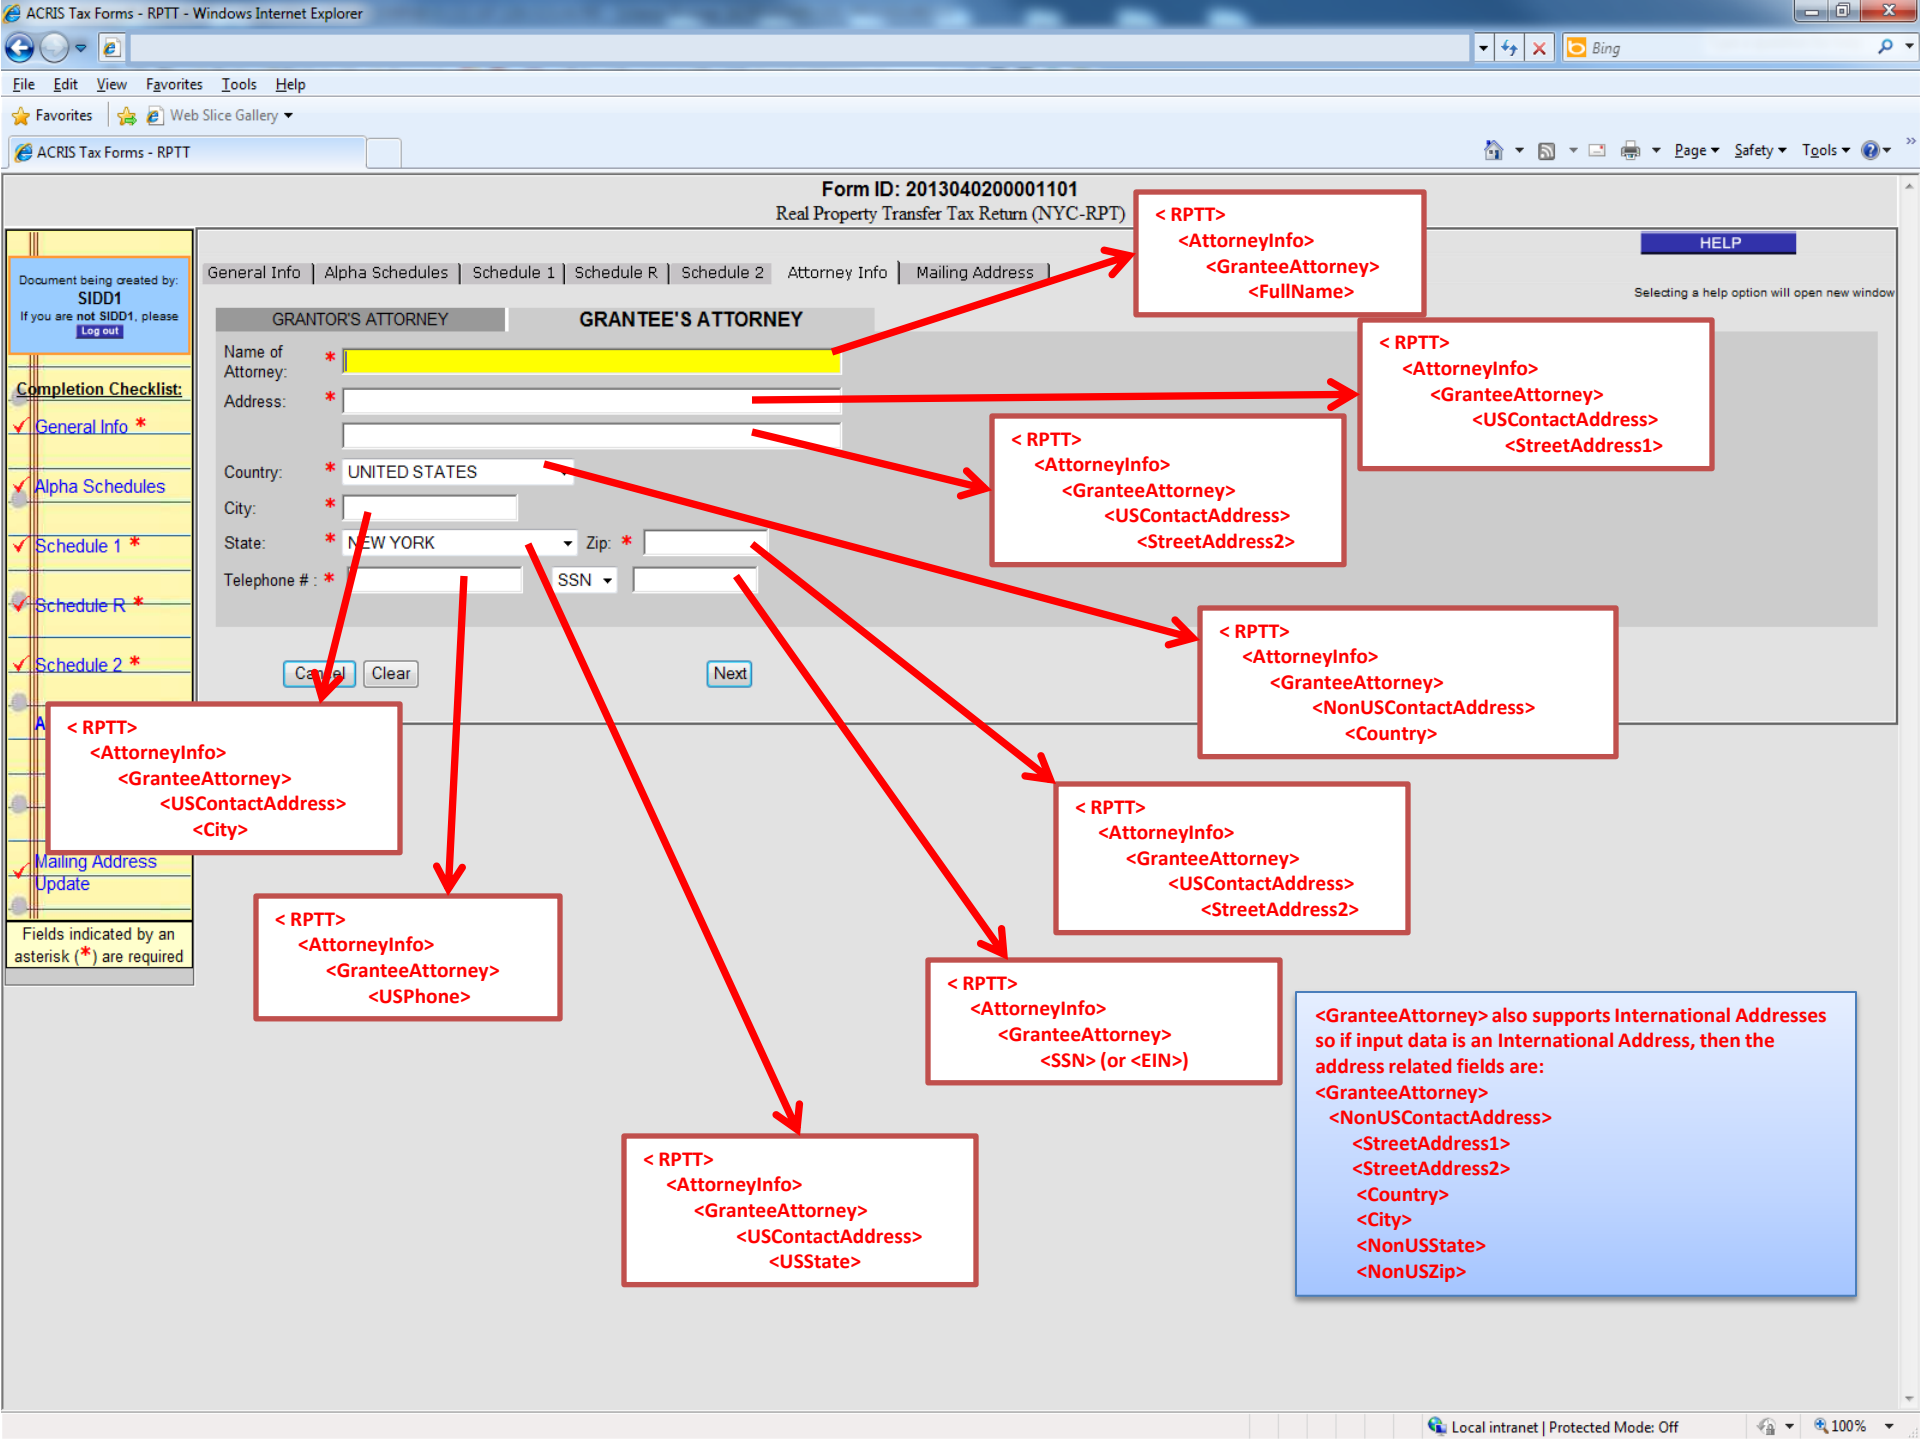 ACRIS Tax Forms - RPTT - Windows Internet Explorer
Bing
File Edit View Favorites Tools Help
Favorites Web Slice Gallery
ACRIS Tax Forms - RPTT
Page Safety Tools
Form ID: 2013040200001101
Real Property Transfer Tax Return (NYC-RPT)
HELP
Selecting a help option will open new window
Document being created by:
SIDD1
If you are not SIDD1, please
Log out
Completion Checklist:
General Info *
Alpha Schedules
Schedule 1 *
Schedule R *
Schedule 2 *
A
Mailing Address
Update
Fields indicated by an
asterisk (*) are required
General Info Alpha Schedules Schedule 1 Schedule R Schedule 2 Attorney Info Mailing Address
GRANTOR'S ATTORNEY GRANTEE'S ATTORNEY
Name of
Attorney: *
Address: *
Country: * UNITED STATES
City: *
State: * NEW YORK Zip: *
Telephone # : * SSN
Cancel Clear Next
< RPTT>
<AttorneyInfo>
<GranteeAttorney>
<FullName>
< RPTT>
<AttorneyInfo>
<GranteeAttorney>
<USContactAddress>
<StreetAddress1>
< RPTT>
<AttorneyInfo>
<GranteeAttorney>
<USContactAddress>
<StreetAddress2>
< RPTT>
<AttorneyInfo>
<GranteeAttorney>
<NonUSContactAddress>
<Country>
< RPTT>
<AttorneyInfo>
<GranteeAttorney>
<USContactAddress>
<City>
< RPTT>
<AttorneyInfo>
<GranteeAttorney>
<USContactAddress>
<StreetAddress2>
< RPTT>
<AttorneyInfo>
<GranteeAttorney>
<USPhone>
< RPTT>
<AttorneyInfo>
<GranteeAttorney>
<SSN> (or <EIN>)
< RPTT>
<AttorneyInfo>
<GranteeAttorney>
<USContactAddress>
<USState>
<GranteeAttorney> also supports International Addresses
so if input data is an International Address, then the
address related fields are:
<GranteeAttorney>
<NonUSContactAddress>
<StreetAddress1>
<StreetAddress2>
<Country>
<City>
<NonUSState>
<NonUSZip>
Local intranet | Protected Mode: Off
100%